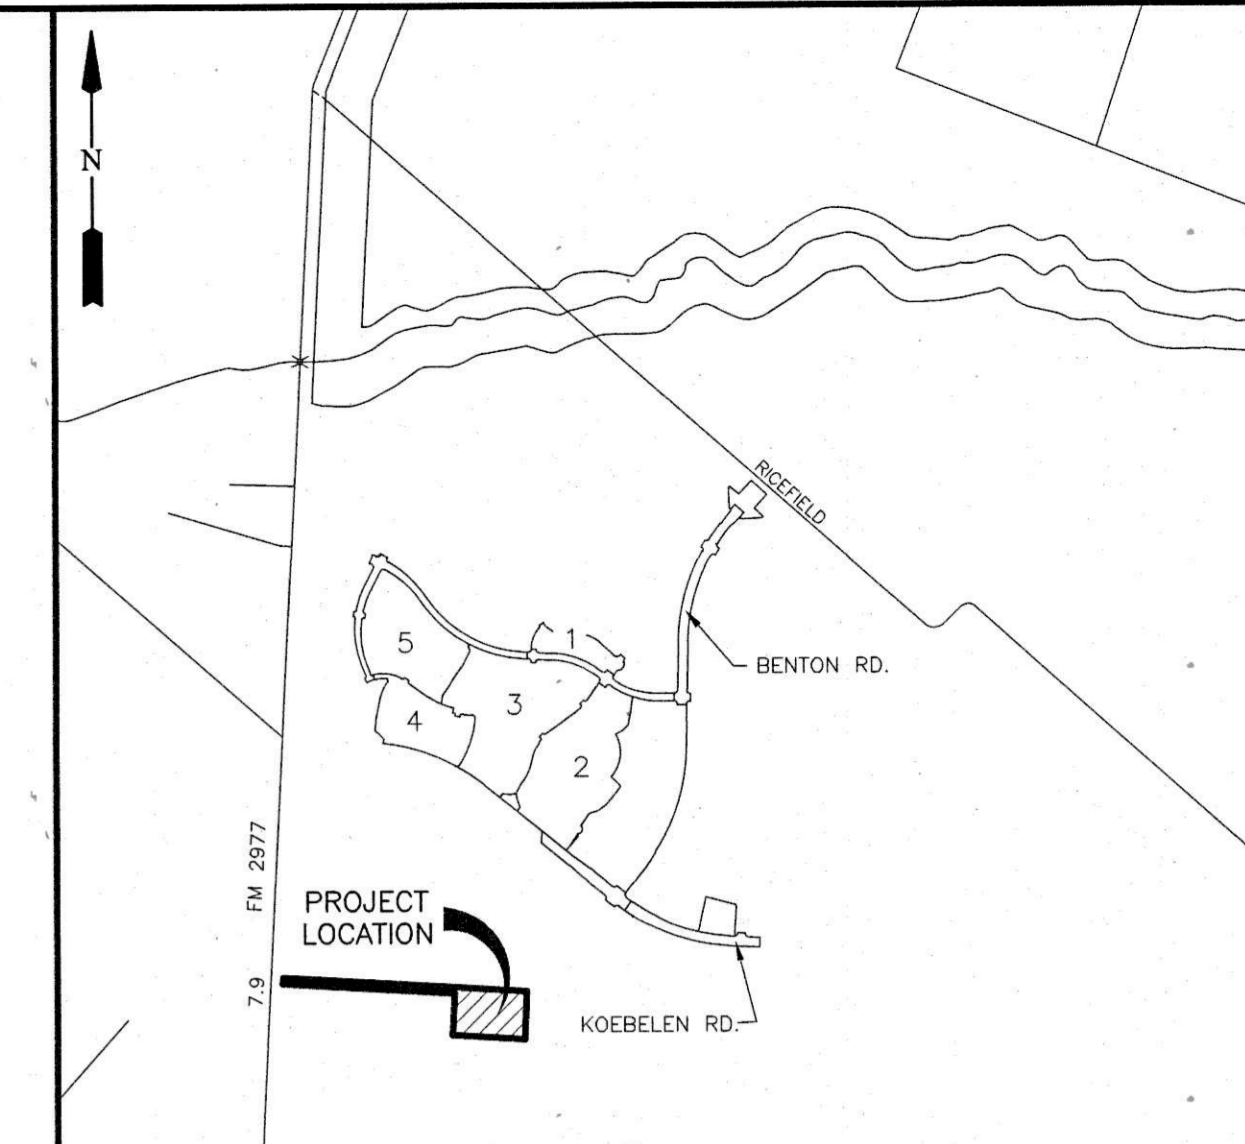 N
RICEFIELD
5
1
BENTON RD.
3
4
2
FM 2977
PROJECT
LOCATION
7.9
KOEBELEN RD.